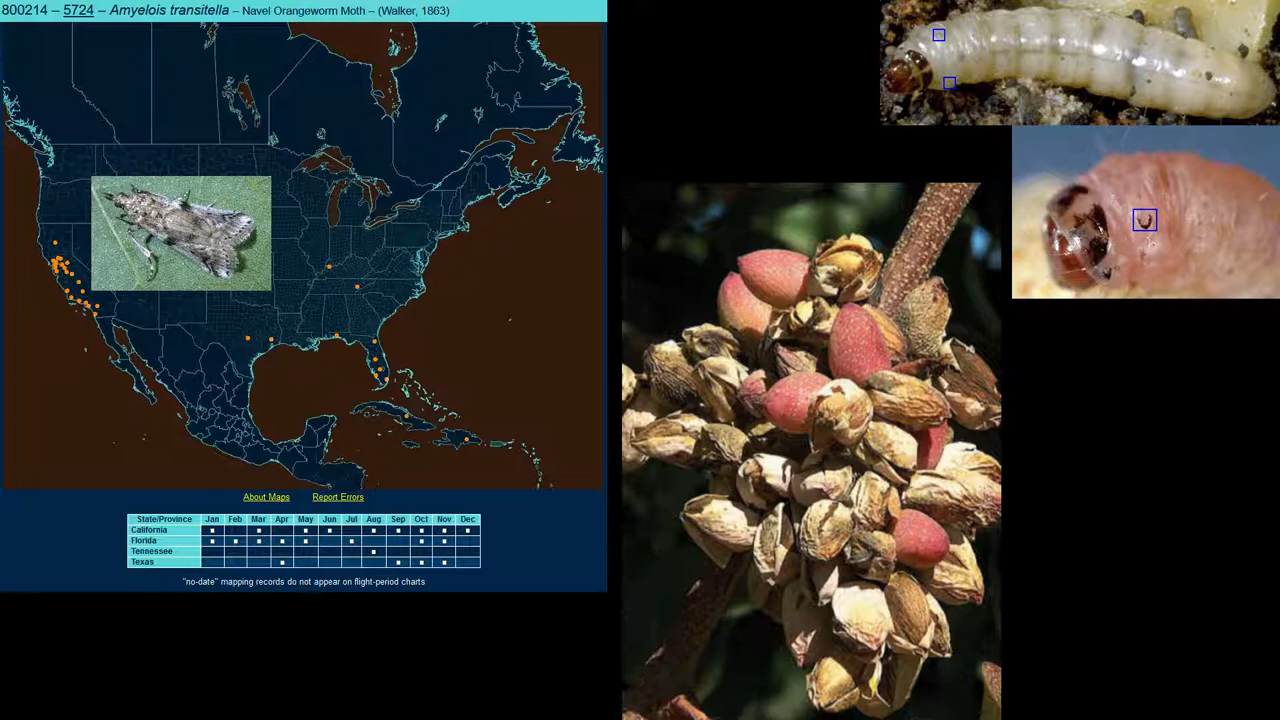 800214 – 5724 – Amyelois transitella – Navel Orangeworm Moth – (Walker, 1863)
About Maps Report Errors
State/Province Jan Feb Mar Apr May Jun Jul Aug Sep Oct Nov Dec
California
Florida
Tennessee
Texas
"no-date" mapping records do not appear on flight-period charts